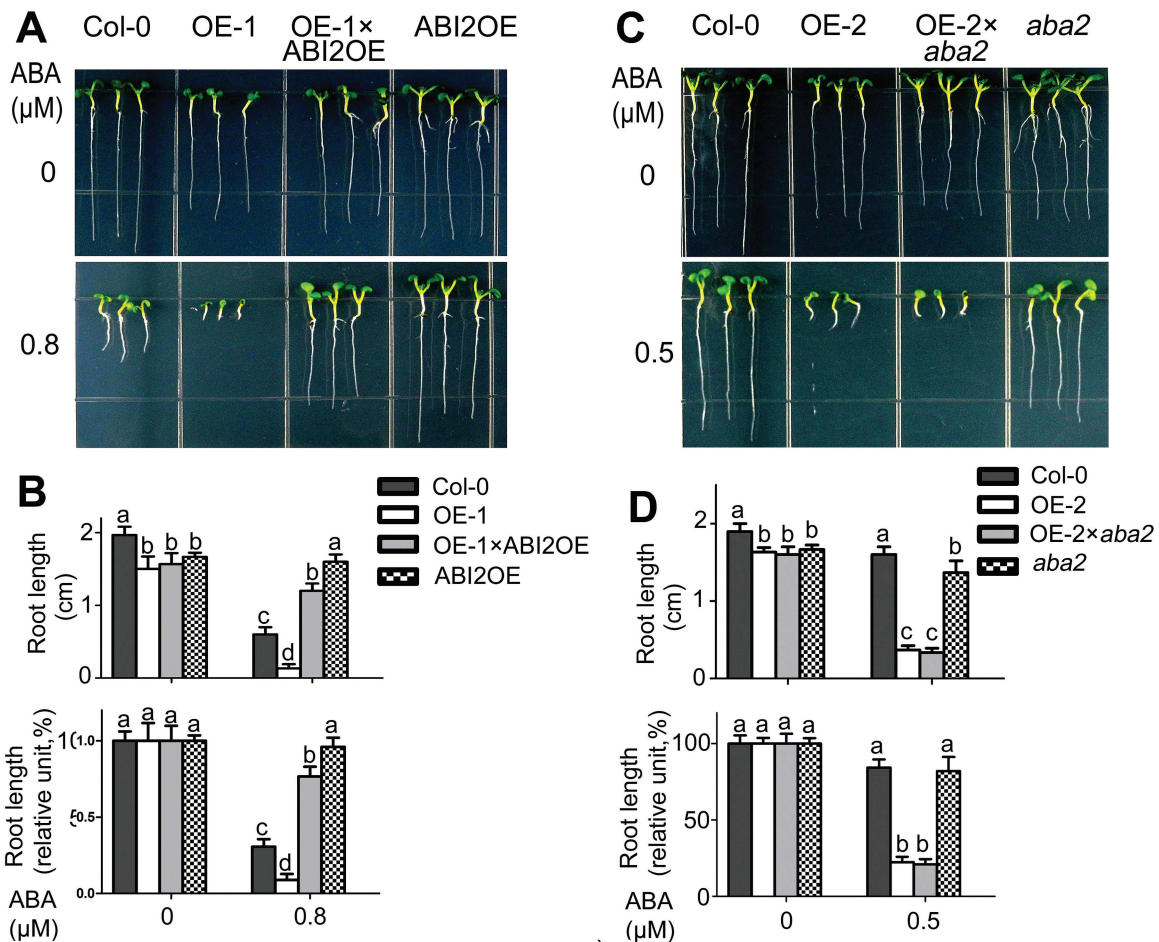 A
Col-0 OE-1 OE-1× ABI2OE
ABI2OE
ABA
(µM)
0
0.8
C
Col-0 OE-2 OE-2× aba2
aba2
ABA
(µM)
0
0.5
B
Col-0
OE-1
OE-1×ABI2OE
ABI2OE
Root length
(cm)
2
1
0
a b b b
c d b a
Root length
(relative unit,%)
1.0
0.5
0.0
a a a a
c d b a
ABA
(µM)
0 0.8
D
Col-0
OE-2
OE-2×aba2
aba2
Root length
(cm)
2
1
0
a b b b
a c c b
Root length
(relative unit,%)
100
50
0
a a a a
a b b a
ABA
(µM)
0 0.5